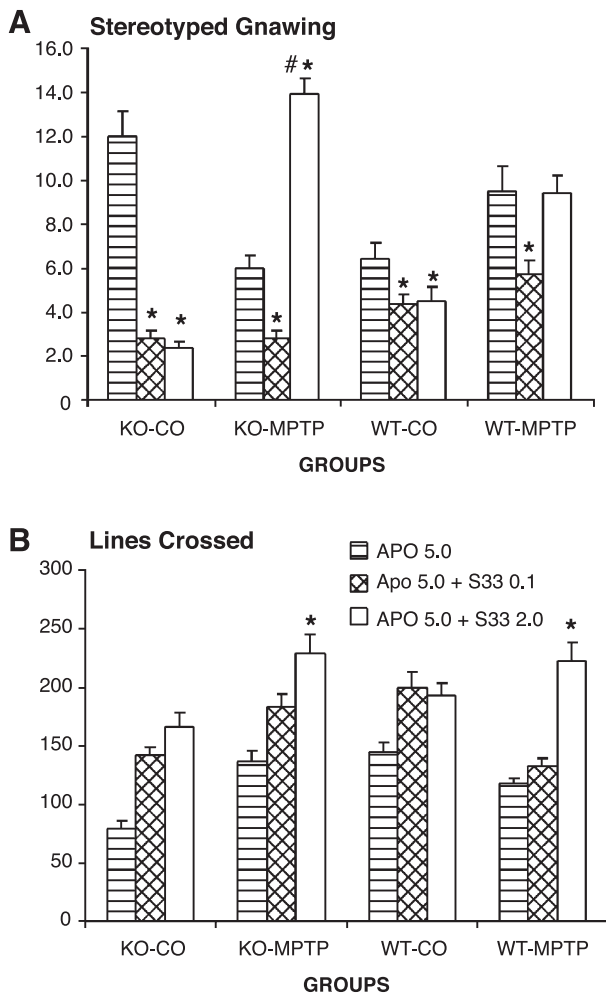 A
Stereotyped Gnawing
16.0
14.0
12.0
10.0
8.0
6.0
4.0
2.0
0
* * * # * * * *
KO-CO KO-MPTP WT-CO WT-MPTP
GROUPS
B
Lines Crossed
300
250
200
150
100
50
0
APO 5.0
Apo 5.0 + S33 0.1
APO 5.0 + S33 2.0
* *
KO-CO KO-MPTP WT-CO WT-MPTP
GROUPS